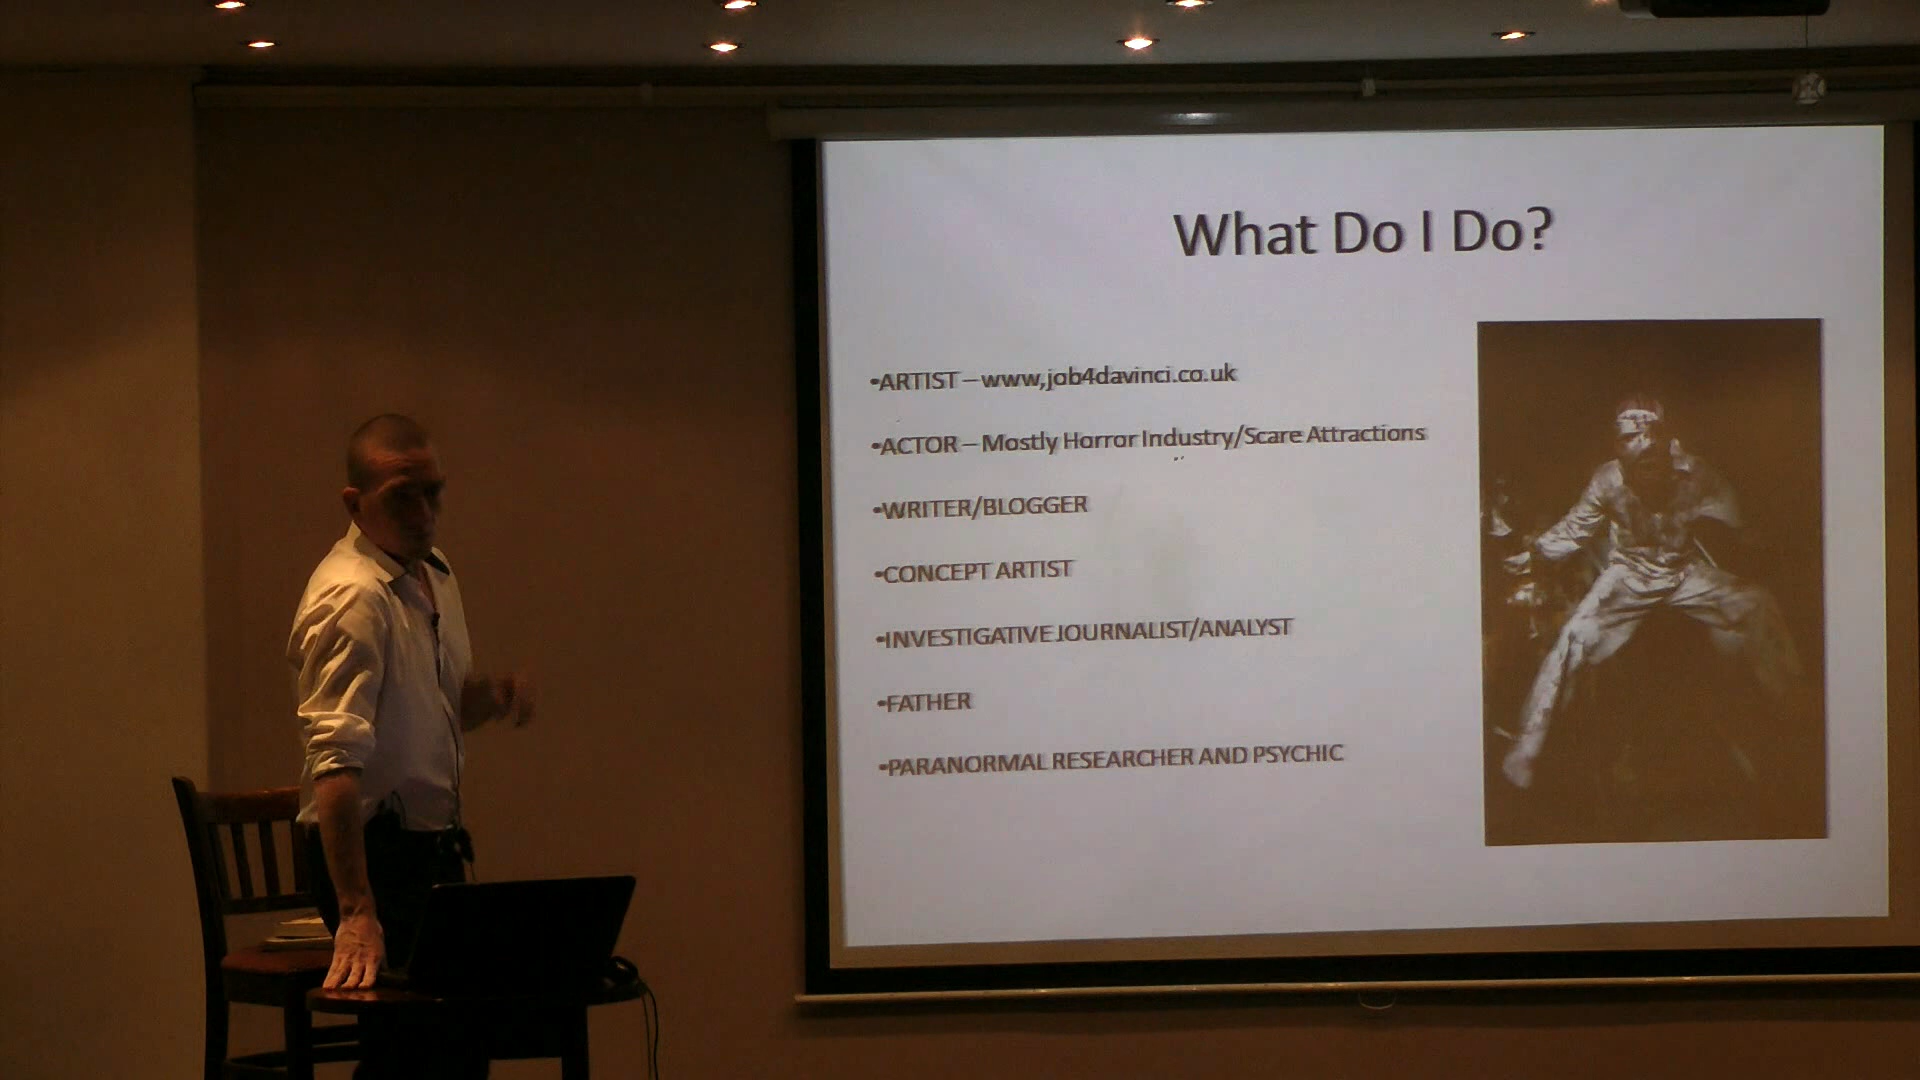 What Do I Do?
•ARTIST – www,job4davinci.co.uk
•ACTOR – Mostly Horror Industry/Scare Attractions
•WRITER/BLOGGER
•CONCEPT ARTIST
•INVESTIGATIVE JOURNALIST/ANALYST
•FATHER
•PARANORMAL RESEARCHER AND PSYCHIC